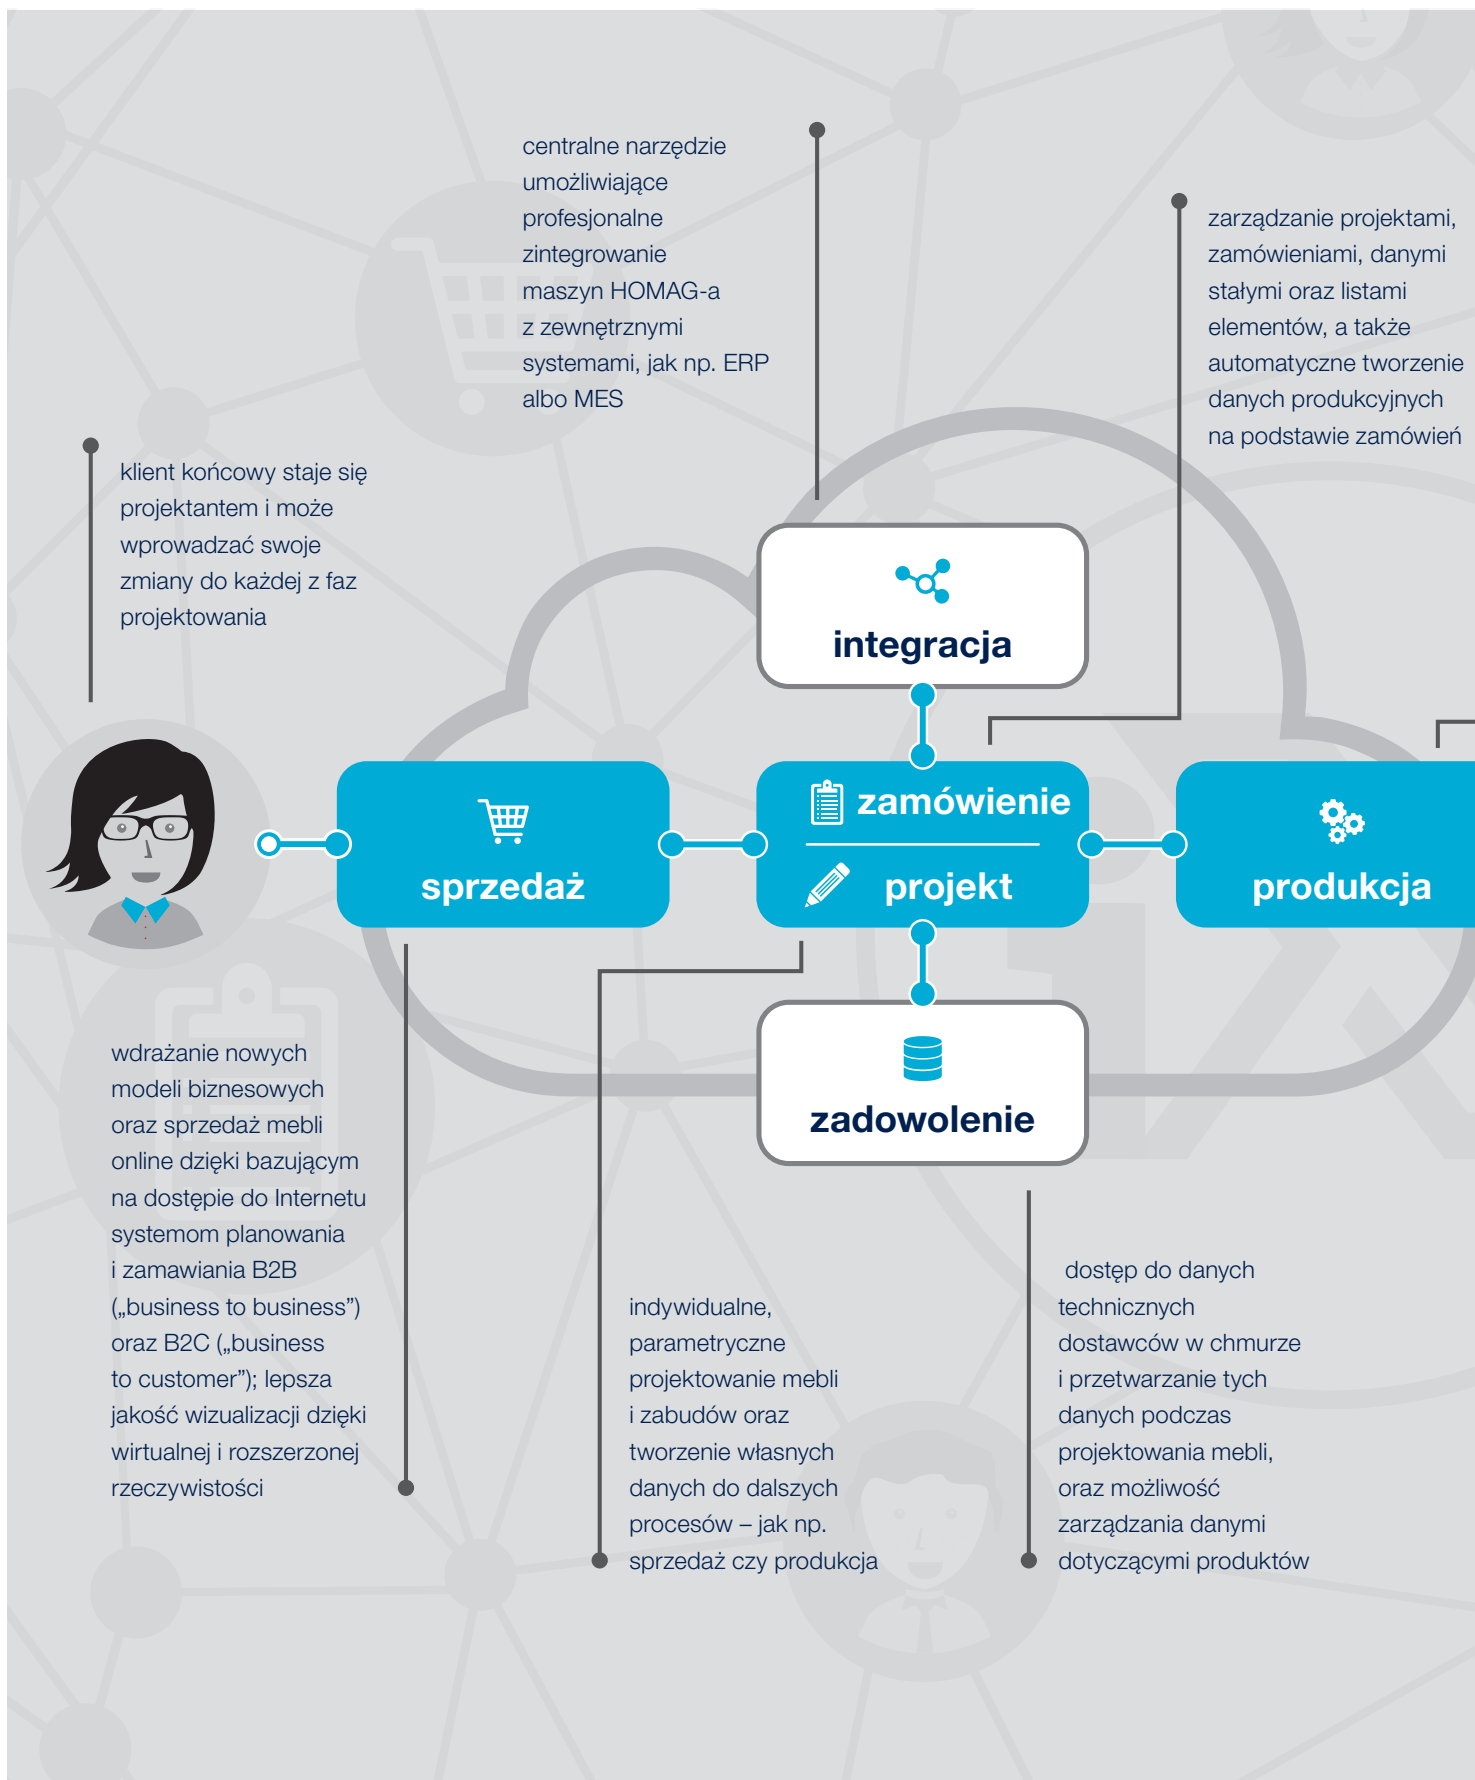 centralne narzędzie
umożliwiające
profesjonalne
zintegrowanie
maszyn HOMAG-a
z zewnętrznymi
systemami, jak np. ERP
albo MES
zarządzanie projektami,
zamówieniami, danymi
stałymi oraz listami
elementów, a także
automatyczne tworzenie
danych produkcyjnych
na podstawie zamówień
klient końcowy staje się
projektantem i może
wprowadzać swoje
zmiany do każdej z faz
projektowania
integracja
sprzedaż
zamówienie
projekt
produkcja
zadowolenie
wdrażanie nowych
modeli biznesowych
oraz sprzedaż mebli
online dzięki bazującym
na dostępie do Internetu
systemom planowania
i zamawiania B2B
(„business to business”)
oraz B2C („business
to customer”); lepsza
jakość wizualizacji dzięki
wirtualnej i rozszerzonej
rzeczywistości
indywidualne,
parametryczne
projektowanie mebli
i zabudów oraz
tworzenie własnych
danych do dalszych
procesów – jak np.
sprzedaż czy produkcja
dostęp do danych
technicznych
dostawców w chmurze
i przetwarzanie tych
danych podczas
projektowania mebli,
oraz możliwość
zarządzania danymi
dotyczącymi produktów